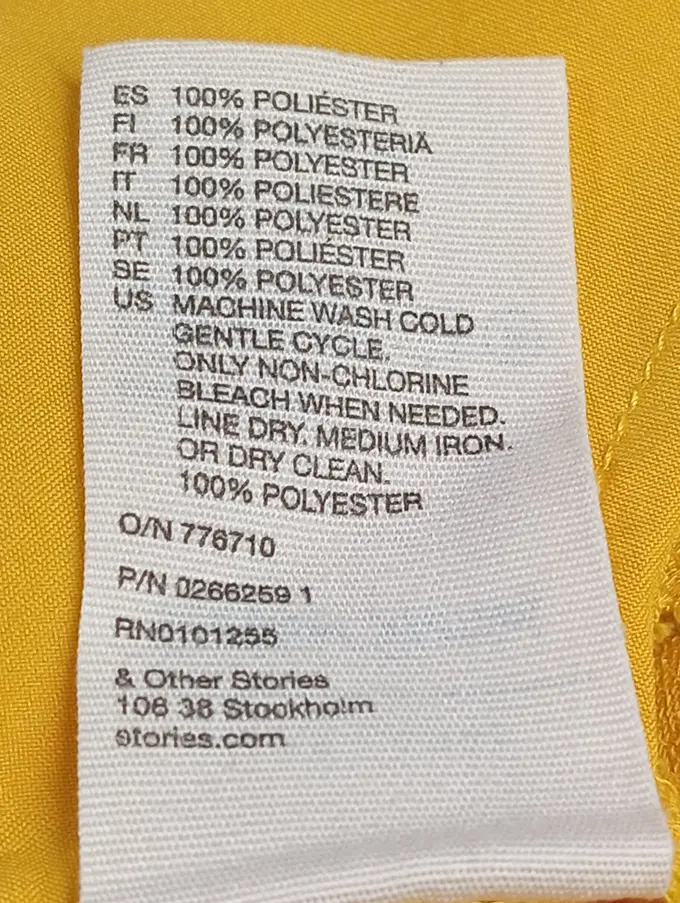 ES 100% POLIÉSTER
FI 100% POLYESTERIÄ
FR 100% POLYESTER
IT 100% POLIESTERE
NL 100% POLYESTER
PT 100% POLIÉSTER
SE 100% POLYESTER
US MACHINE WASH COLD
GENTLE CYCLE.
ONLY NON-CHLORINE
BLEACH WHEN NEEDED.
LINE DRY. MEDIUM IRON.
OR DRY CLEAN.
100% POLYESTER
O/N 776710
P/N 0266259 1
RN0101255
& Other Stories
106 38 Stockholm
stories.com